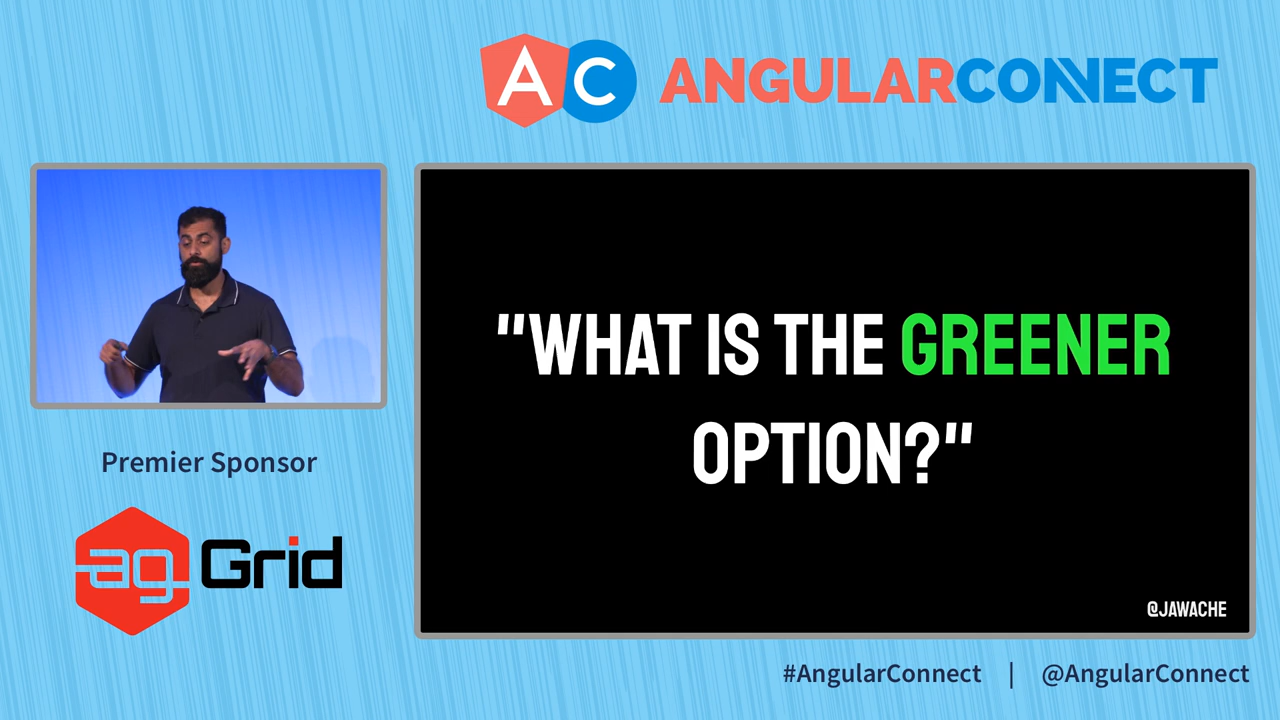 AC ANGULARCONNECT
"WHAT IS THE GREENER
OPTION?"
@JAWACHE
Premier Sponsor
ag Grid
#AngularConnect | @AngularConnect